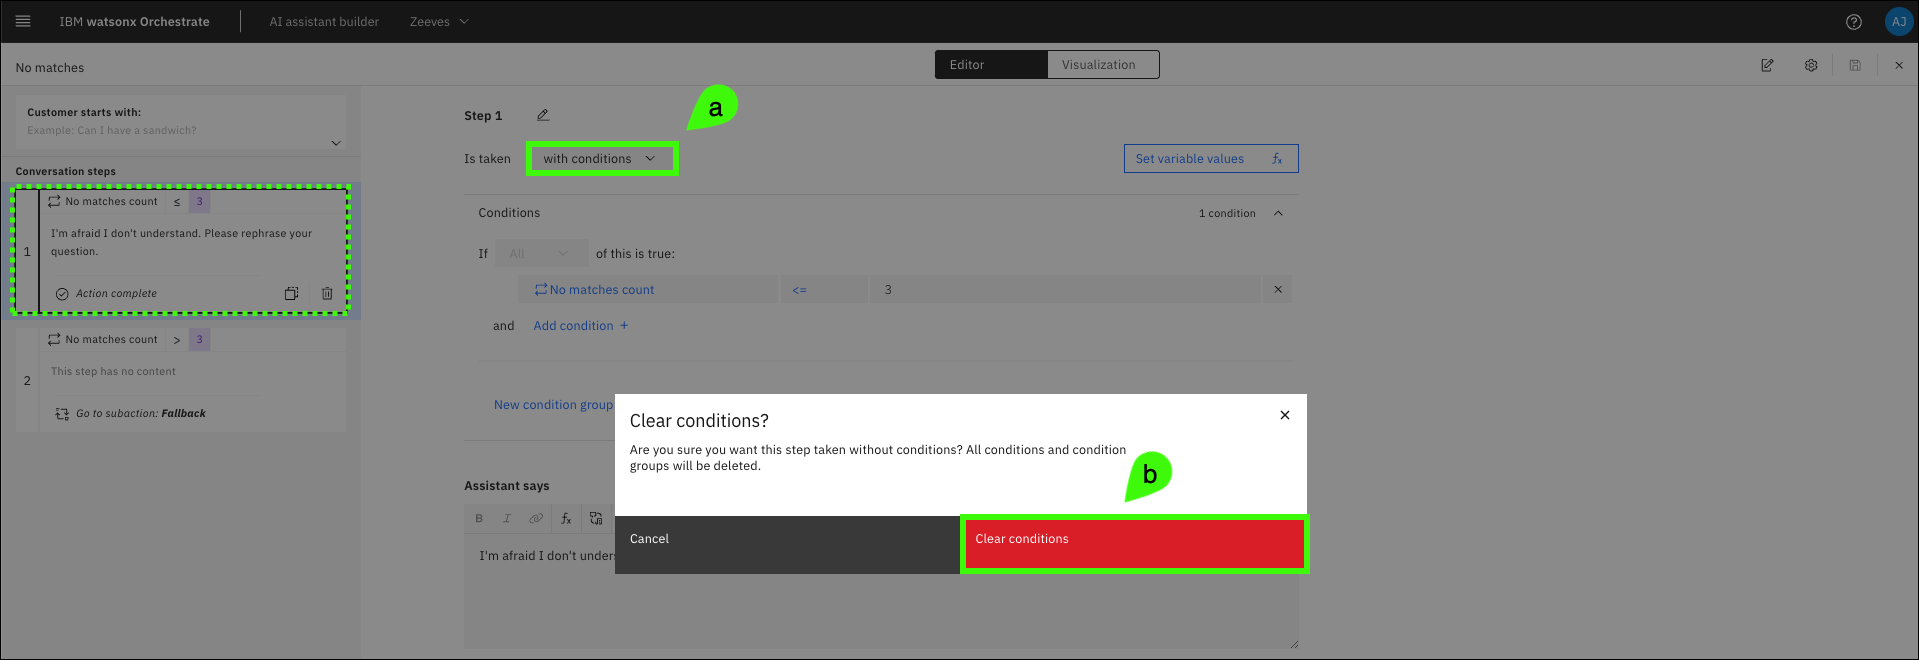 IBM watsonx Orchestrate
AI assistant builder
Zeeves
AJ
No matches
Editor
Visualization
Customer starts with:
Example: Can I have a sandwich?
Conversation steps
No matches count ≤ 3
1
I'm afraid I don't understand. Please rephrase your
question.
Action complete
No matches count > 3
2
This step has no content
Go to subaction: Fallback
Step 1
a
Is taken
with conditions
Set variable values fx
Conditions
1 condition
If All of this is true:
No matches count <= 3
and Add condition +
New condition group
Clear conditions?
Are you sure you want this step taken without conditions? All conditions and condition
groups will be deleted.
b
Cancel
Clear conditions
Assistant says
B I fx
I'm afraid I don't unders